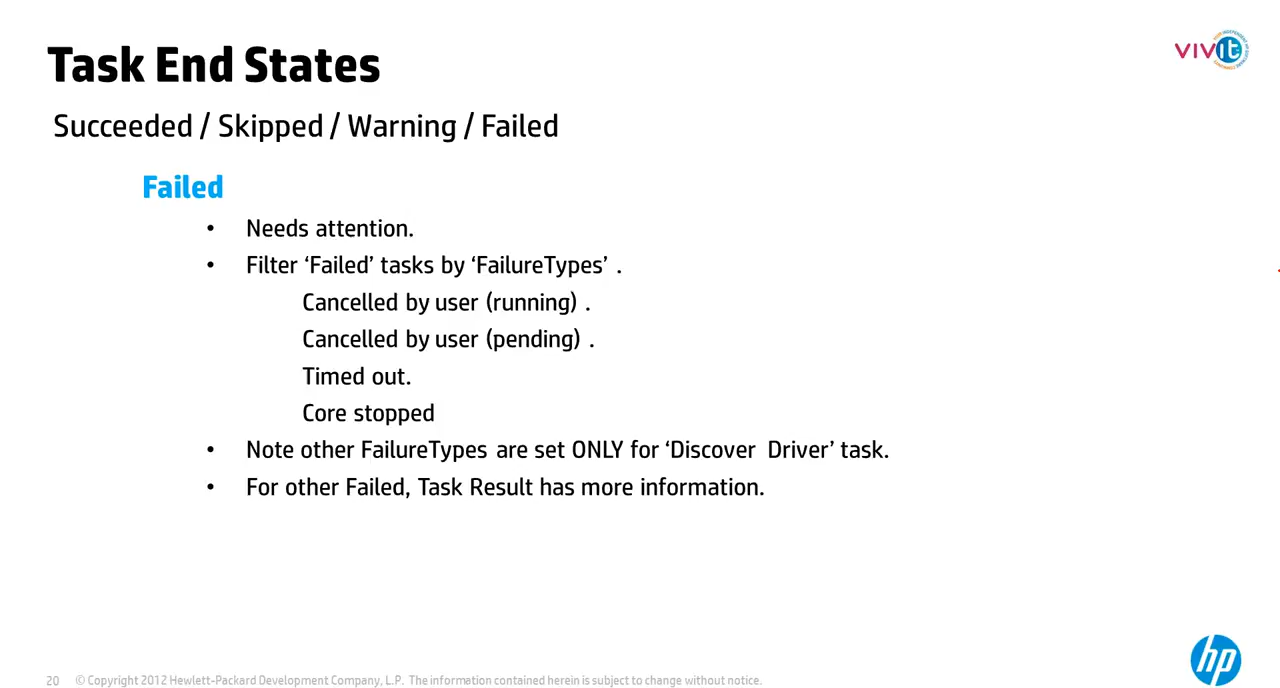 Task End States
VIVIT
Succeeded / Skipped / Warning / Failed
Failed
• Needs attention.
• Filter ‘Failed’ tasks by ‘FailureTypes’ .
Cancelled by user (running) .
Cancelled by user (pending) .
Timed out.
Core stopped
• Note other FailureTypes are set ONLY for ‘Discover Driver’ task.
• For other Failed, Task Result has more information.
hp
20 © Copyright 2012 Hewlett-Packard Development Company, L.P. The information contained herein is subject to change without notice.